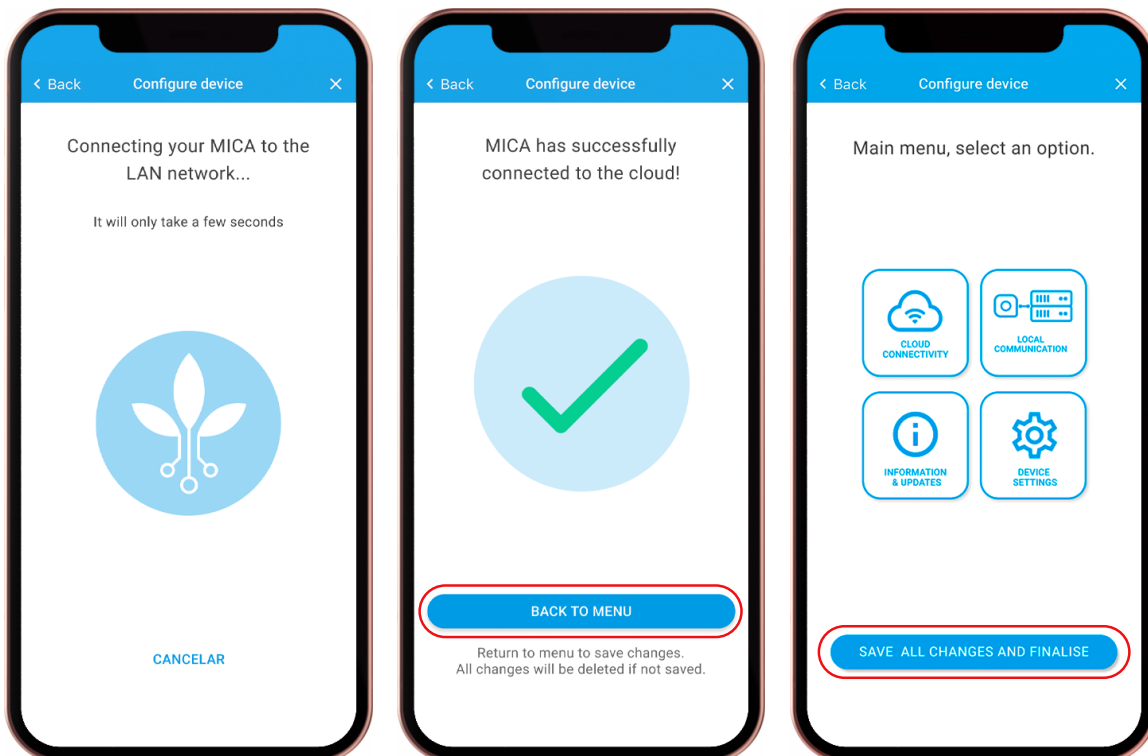 Back Configure device
Connecting your MICA to the
LAN network...
It will only take a few seconds
CANCELAR
Back Configure device
MICA has successfully
connected to the cloud!
BACK TO MENU
Return to menu to save changes.
All changes will be deleted if not saved.
Back Configure device
Main menu, select an option.
CLOUD
CONNECTIVITY
LOCAL
COMMUNICATION
INFORMATION
& UPDATES
DEVICE
SETTINGS
SAVE ALL CHANGES AND FINALISE